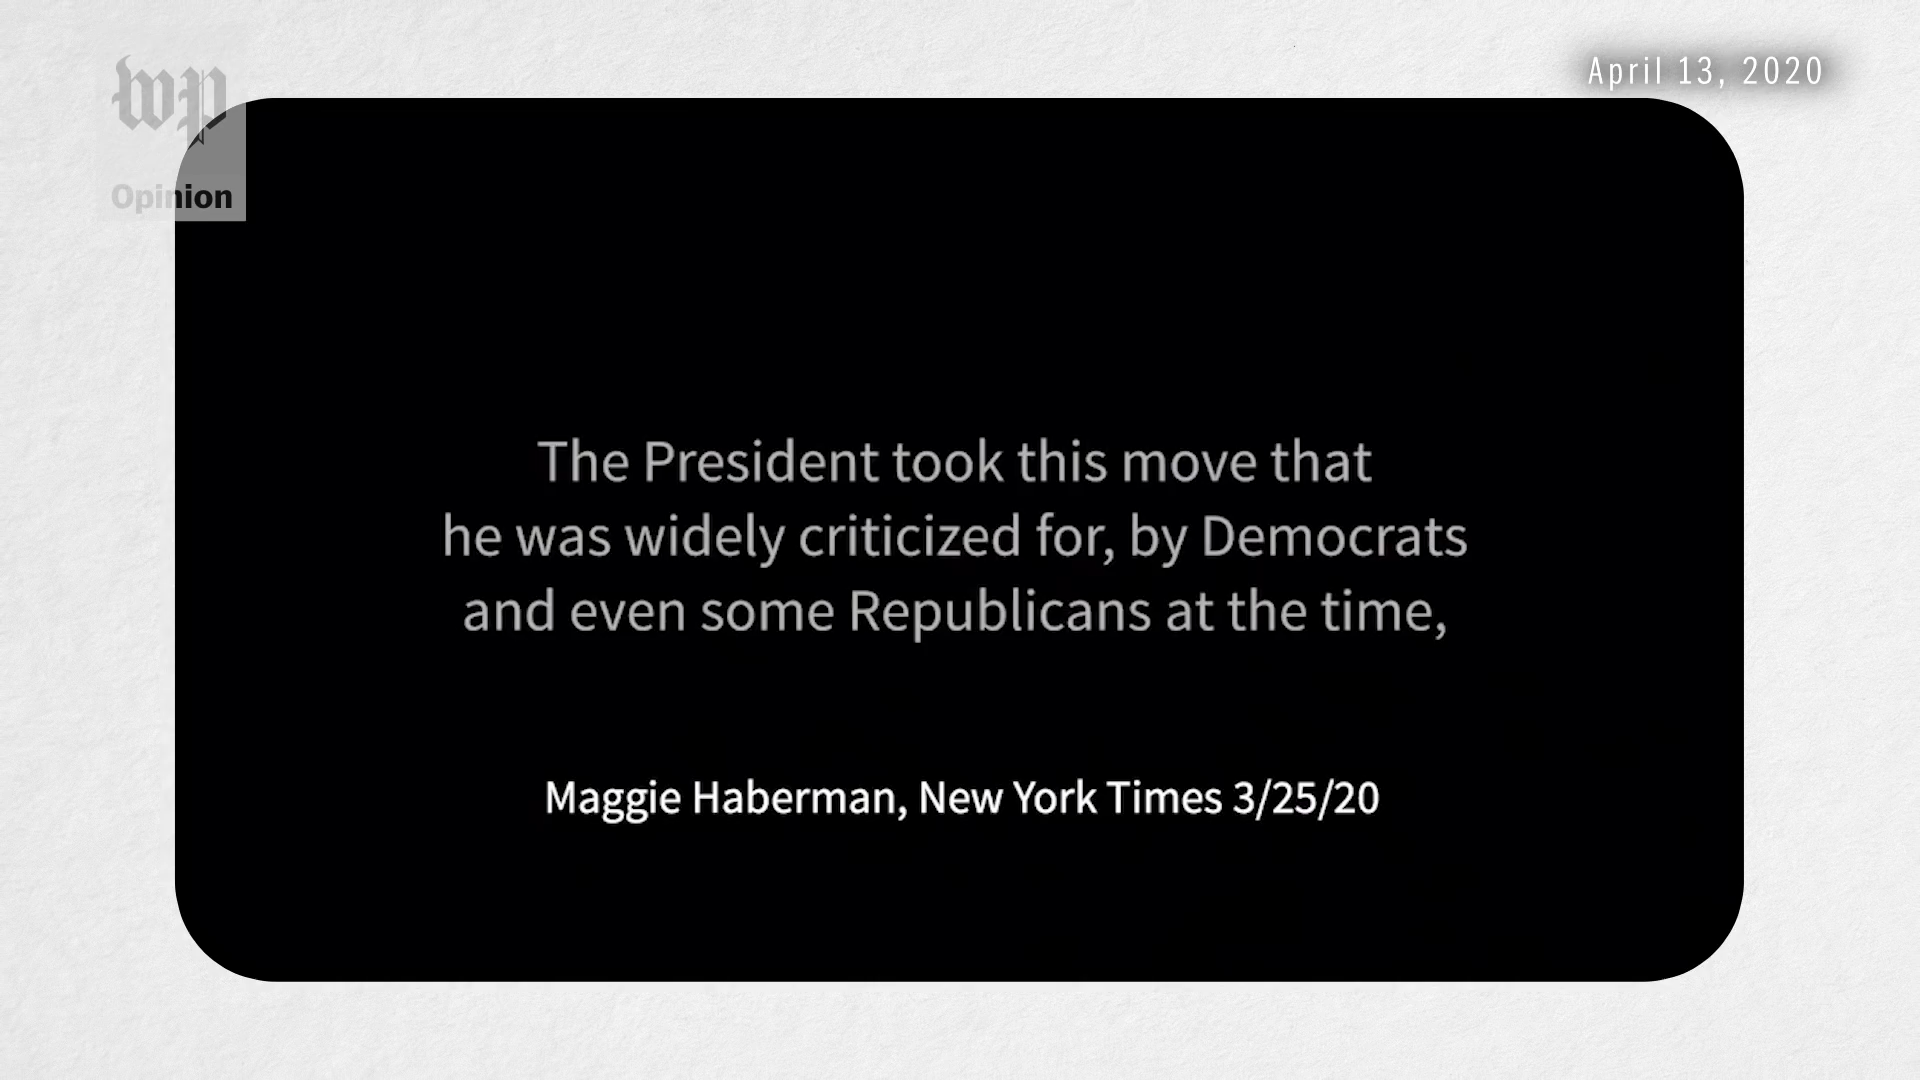 wp
Opinion
April 13, 2020
The President took this move that
he was widely criticized for, by Democrats
and even some Republicans at the time,
Maggie Haberman, New York Times 3/25/20